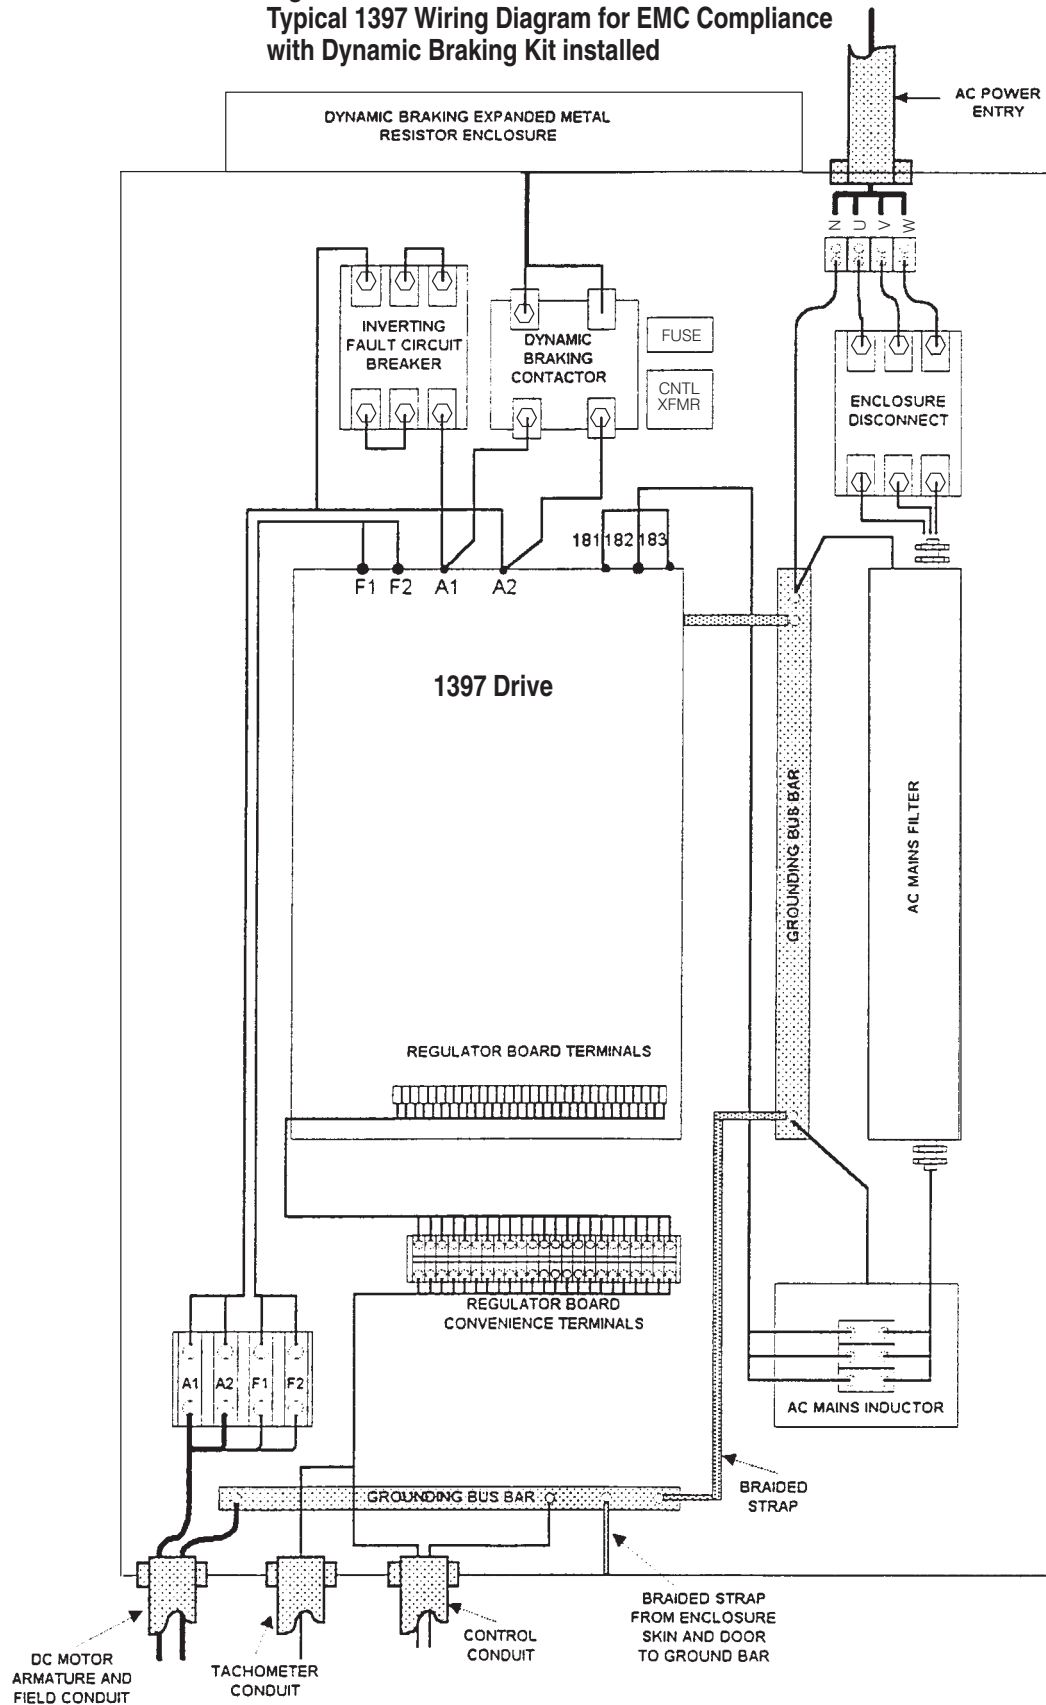 Typical 1397 Wiring Diagram for EMC Compliance
with Dynamic Braking Kit installed
AC POWER
ENTRY
DYNAMIC BRAKING EXPANDED METAL
RESISTOR ENCLOSURE
N U V W
INVERTING
FAULT CIRCUIT
BREAKER
DYNAMIC
BRAKING
CONTACTOR
FUSE
CNTL
XFMR
ENCLOSURE
DISCONNECT
181 182 183
F1 F2 A1 A2
1397 Drive
GROUNDING BUS BAR
AC MAINS FILTER
REGULATOR BOARD TERMINALS
REGULATOR BOARD
CONVENIENCE TERMINALS
A1 A2 F1 F2
AC MAINS INDUCTOR
BRAIDED
STRAP
GROUNDING BUS BAR
BRAIDED STRAP
FROM ENCLOSURE
SKIN AND DOOR
TO GROUND BAR
CONTROL
CONDUIT
TACHOMETER
CONDUIT
DC MOTOR
ARMATURE AND
FIELD CONDUIT